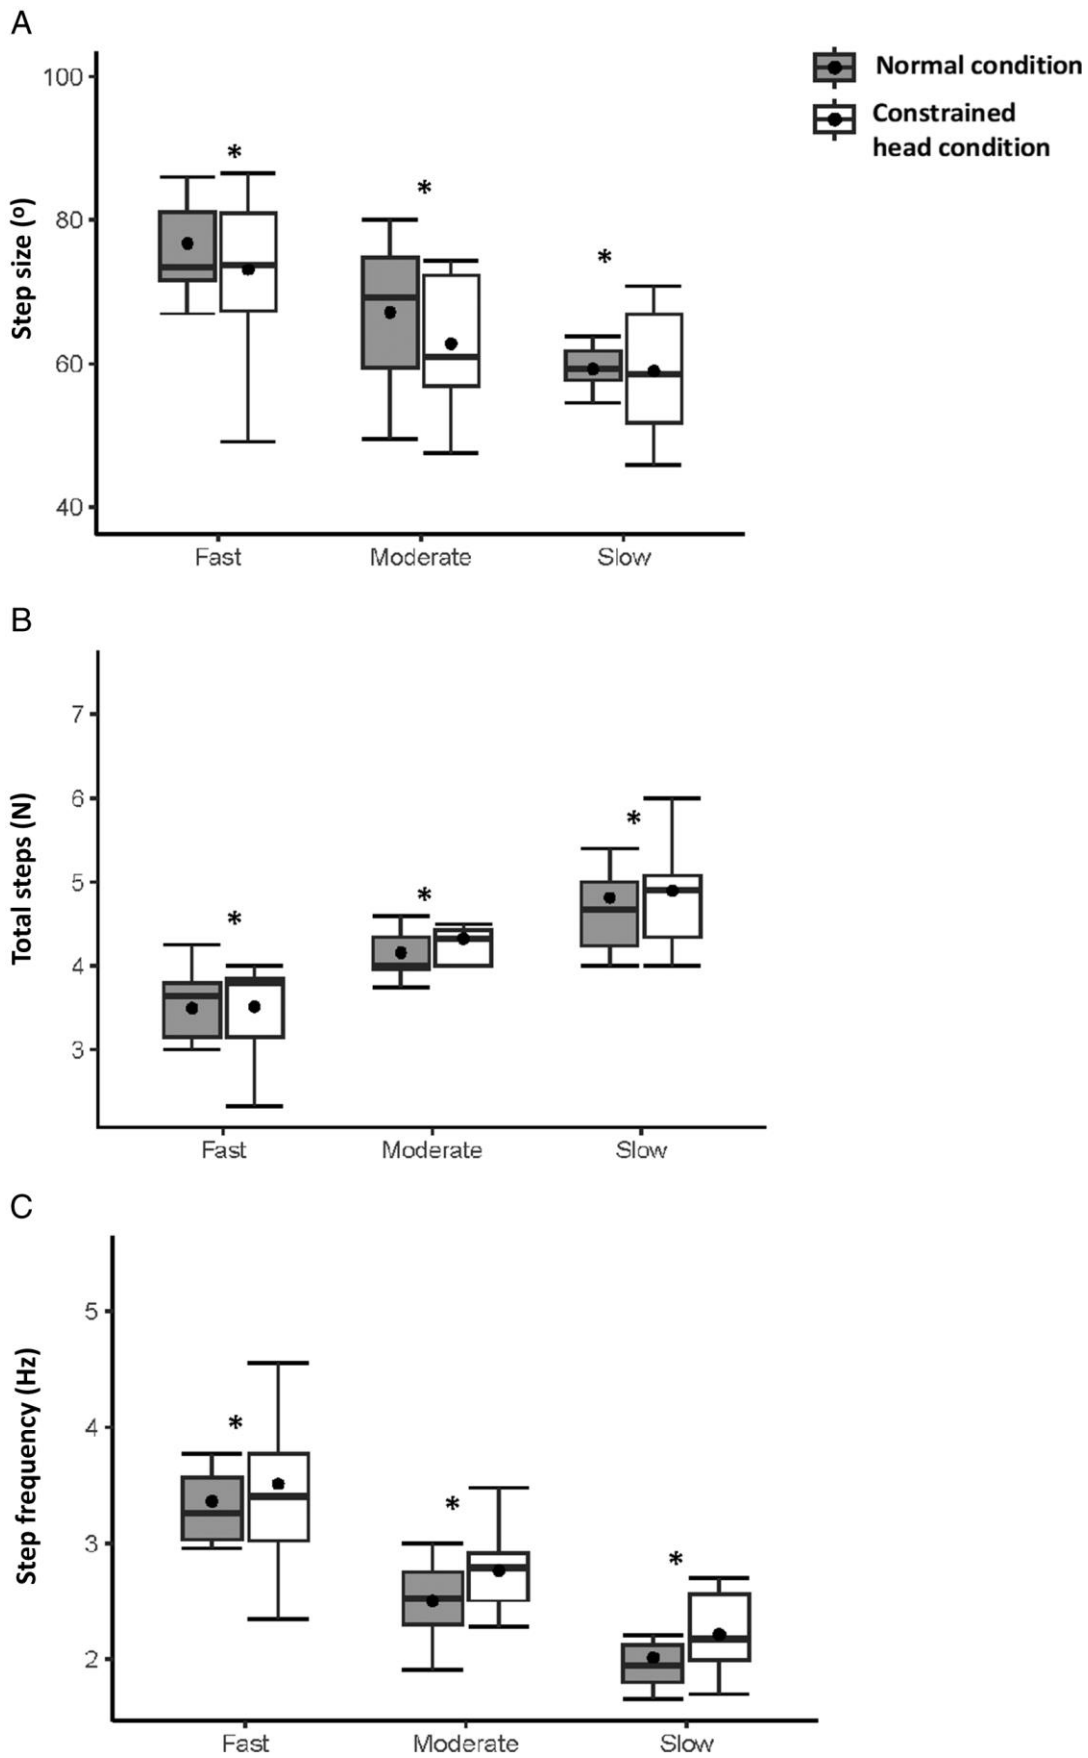 A
Normal condition
Constrained
head condition
Step size (º)
100
80
60
40
*
*
*
Fast Moderate Slow
B
Total steps (N)
7
6
5
4
3
*
*
*
Fast Moderate Slow
C
Step frequency (Hz)
5
4
3
2
*
*
*
Fast Moderate Slow